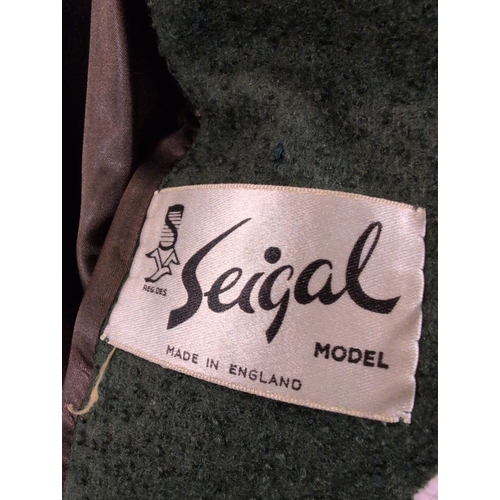 S
REG. DES
Seigal
MODEL
MADE IN ENGLAND